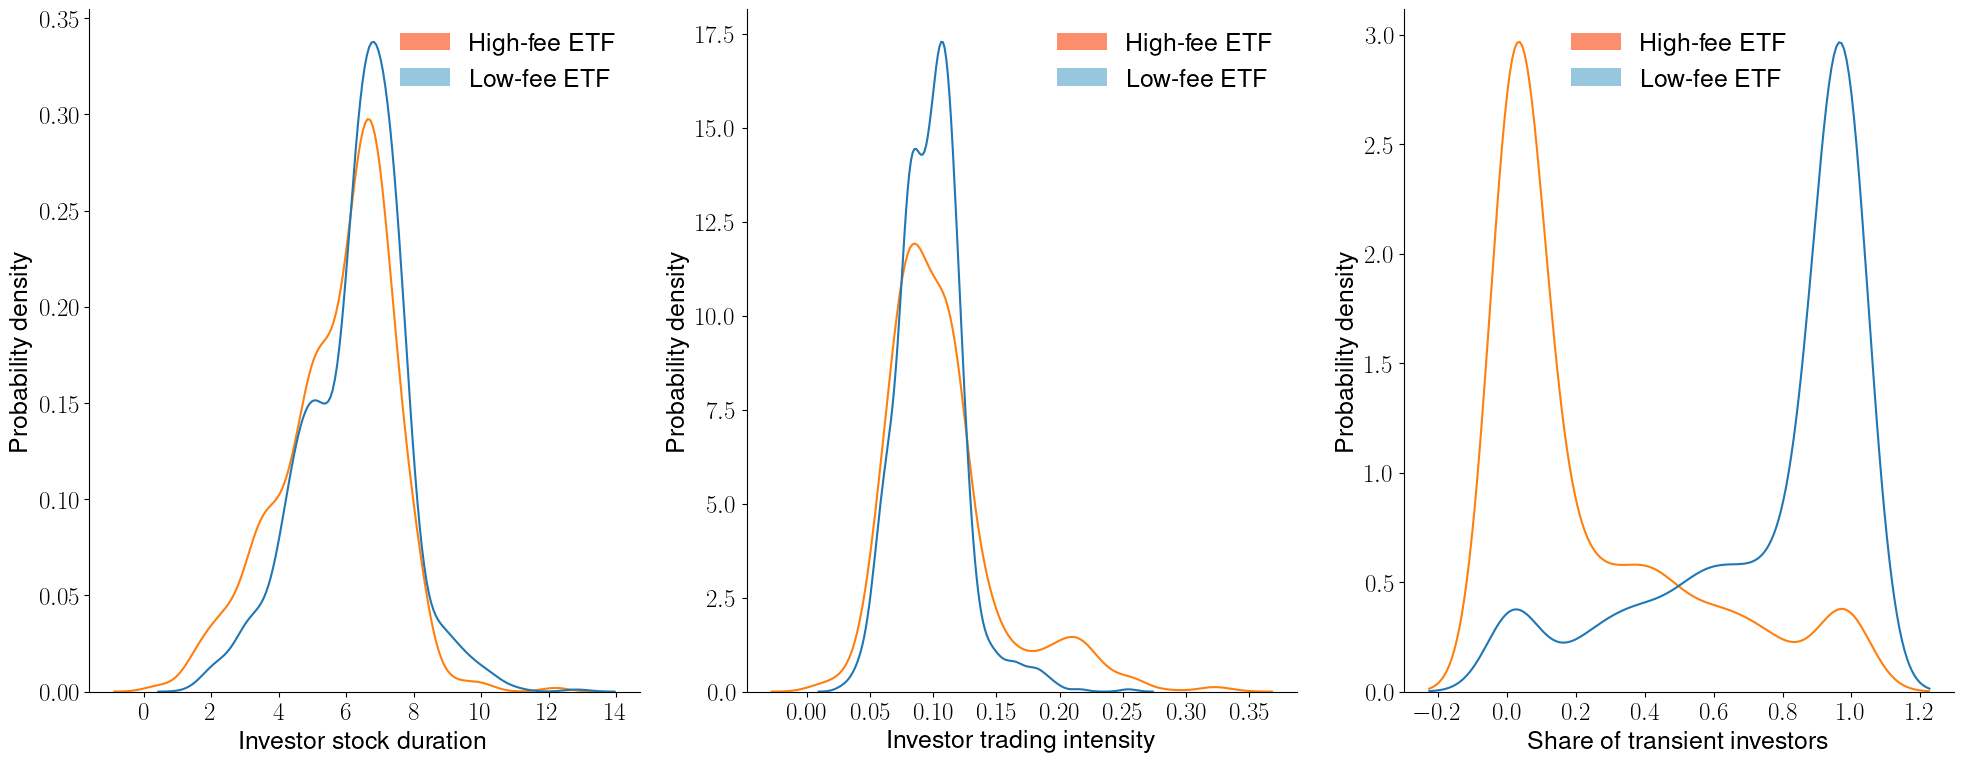 High-fee ETF
Low-fee ETF
0.35
0.30
0.25
0.20
0.15
0.10
0.05
0.00
Probability density
0 2 4 6 8 10 12 14
Investor stock duration
High-fee ETF
Low-fee ETF
17.5
15.0
12.5
10.0
7.5
5.0
2.5
0.0
Probability density
0.00 0.05 0.10 0.15 0.20 0.25 0.30 0.35
Investor trading intensity
High-fee ETF
Low-fee ETF
3.0
2.5
2.0
1.5
1.0
0.5
0.0
Probability density
−0.2 0.0 0.2 0.4 0.6 0.8 1.0 1.2
Share of transient investors